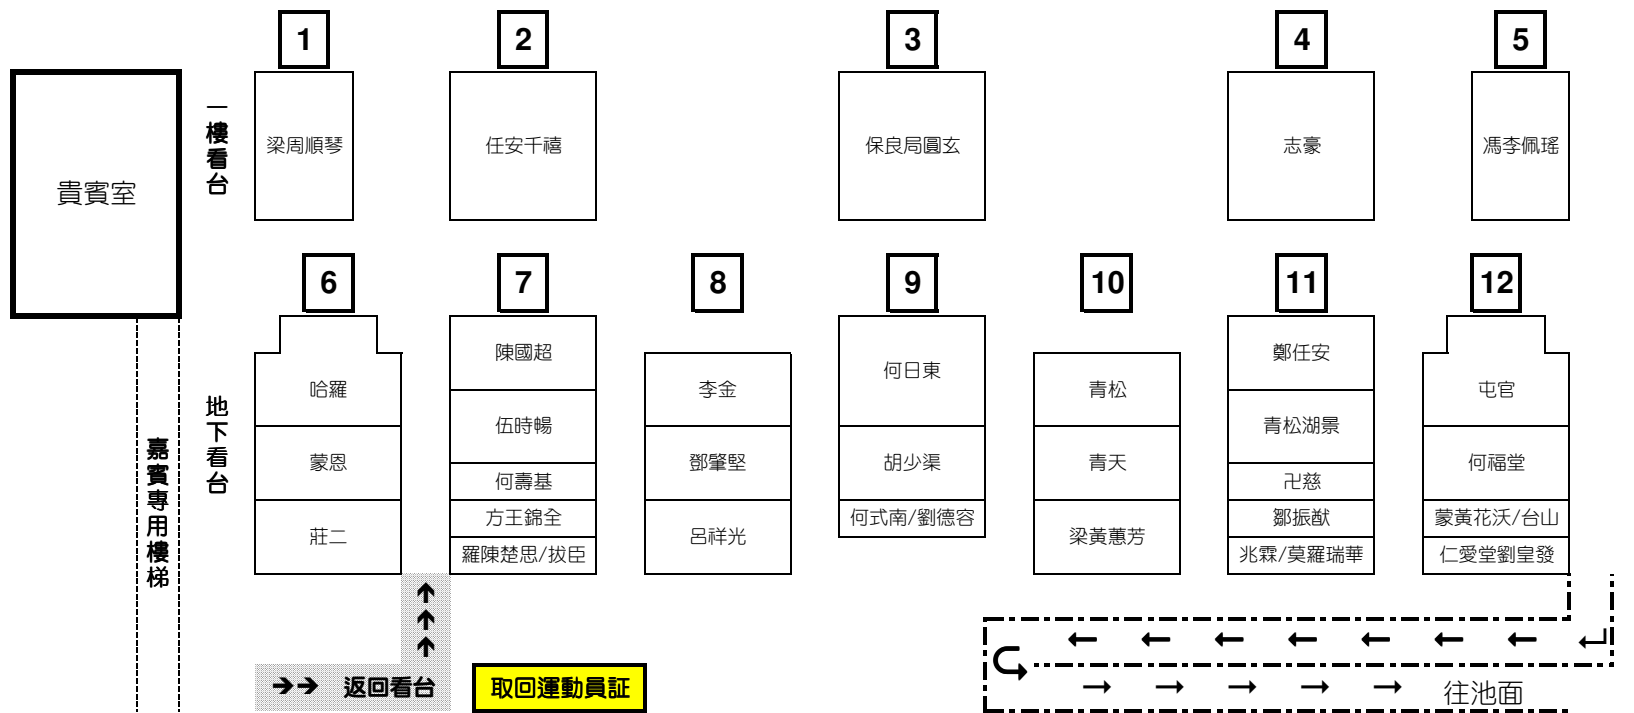 1
2
3
4
5
貴賓室
一樓看台
梁周順琴
任安千禧
保良局圓玄
志豪
馮李佩瑤
6
7
8
9
10
11
12
地下看台
嘉賓專用樓梯
哈羅
蒙恩
莊二
陳國超
伍時暢
何壽基
方王錦全
羅陳楚思/拔臣
李金
鄧肇堅
呂祥光
何日東
胡少渠
何式南/劉德容
青松
青天
梁黃蕙芳
鄭任安
青松湖景
卍慈
鄒振猷
兆霖/莫羅瑞華
屯官
何福堂
蒙黃花沃/台山
仁愛堂劉皇發
返回看台
取回運動員証
往池面